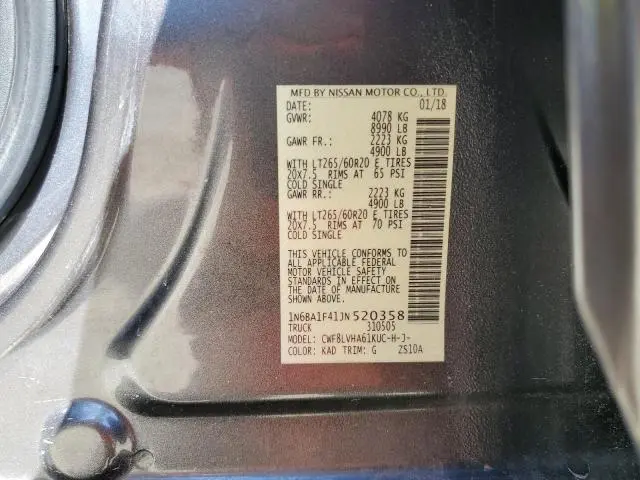 MFD BY NISSAN MOTOR CO., LTD.
DATE: 01/18
GVWR: 4078 KG
8990 LB
GAWR FR.: 2223 KG
4900 LB
WITH LT265/60R20 E TIRES
20X7.5 RIMS AT 65 PSI
COLD SINGLE
GAWR RR.: 2223 KG
4900 LB
WITH LT265/60R20 E TIRES
20X7.5 RIMS AT 70 PSI
COLD SINGLE
THIS VEHICLE CONFORMS TO
ALL APPLICABLE FEDERAL
MOTOR VEHICLE SAFETY
STANDARDS IN EFFECT ON
THE DATE OF MANUFACTURE
SHOWN ABOVE.
1N6BA1F41JN520358
TRUCK 310505
MODEL: CWF8LVHA61KUC-H-J-
COLOR: KAD TRIM: G ZS10A